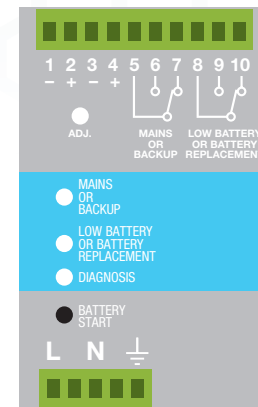 1 2 3 4 5 6 7 8 9 10
– + – +
ADJ.
MAINS
OR
BACKUP
LOW BATTERY
OR BATTERY
REPLACEMENT
MAINS
OR
BACKUP
LOW BATTERY
OR BATTERY
REPLACEMENT
DIAGNOSIS
BATTERY
START
L N